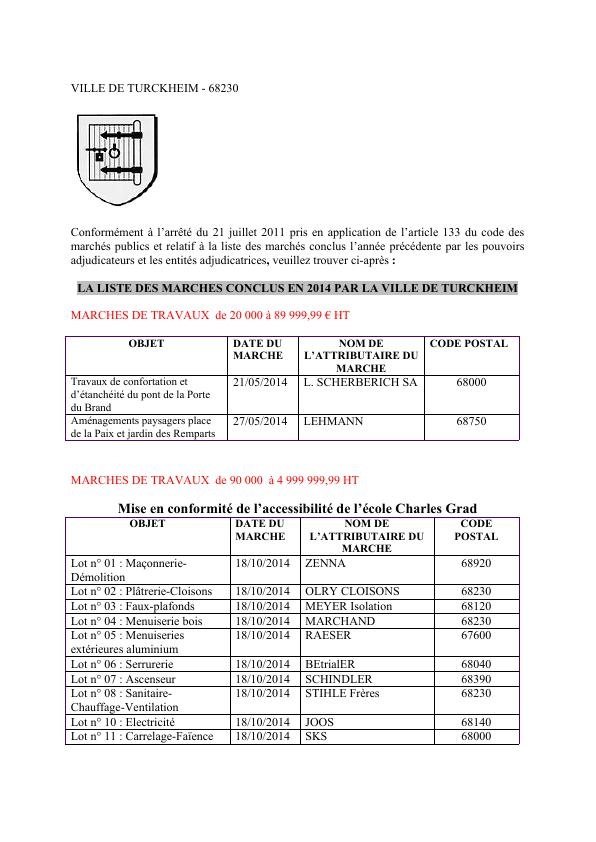 VILLE DE TURCKHEIM - 68230
Conformément à l'arrêté du 21 juillet 2011 pris en application de l'article 133 du code des
marchés publics et relatif à la liste des marchés conclus l'année précédente par les pouvoirs
adjudicateurs et les entités adjudicatrices, veuillez trouver ci-après :
LA LISTE DES MARCHES CONCLUS EN 2014 PAR LA VILLE DE TURCKHEIM
MARCHES DE TRAVAUX de 20 000 à 89 999,99 € HT
OBJET DATE DU NOM DE CODE POSTAL
MARCHE L'ATTRIBUTAIRE DU
MARCHE
Travaux de confortation et 21/05/2014 L. SCHERBERICH SA 68000
d'étanchéité du pont de la Porte
du Brand
Aménagements paysagers place 27/05/2014 LEHMANN 68750
de la Paix et jardin des Remparts
MARCHES DE TRAVAUX de 90 000 à 4 999 999,99 HT
Mise en conformité de l'accessibilité de l'école Charles Grad
OBJET DATE DU NOM DE CODE
MARCHE L'ATTRIBUTAIRE DU POSTAL
MARCHE
Lot n° 01 : Maçonnerie- 18/10/2014 ZENNA 68920
Démolition
Lot n° 02 : Plâtrerie-Cloisons 18/10/2014 OLRY CLOISONS 68230
Lot n° 03 : Faux-plafonds 18/10/2014 MEYER Isolation 68120
Lot n° 04 : Menuiserie bois 18/10/2014 MARCHAND 68230
Lot n° 05 : Menuiseries 18/10/2014 RAESER 67600
extérieures aluminium
Lot n° 06 : Serrurerie 18/10/2014 BEtrialER 68040
Lot n° 07 : Ascenseur 18/10/2014 SCHINDLER 68390
Lot n° 08 : Sanitaire- 18/10/2014 STIHLE Frères 68230
Chauffage-Ventilation
Lot n° 10 : Electricité 18/10/2014 JOOS 68140
Lot n° 11 : Carrelage-Faïence 18/10/2014 SKS 68000